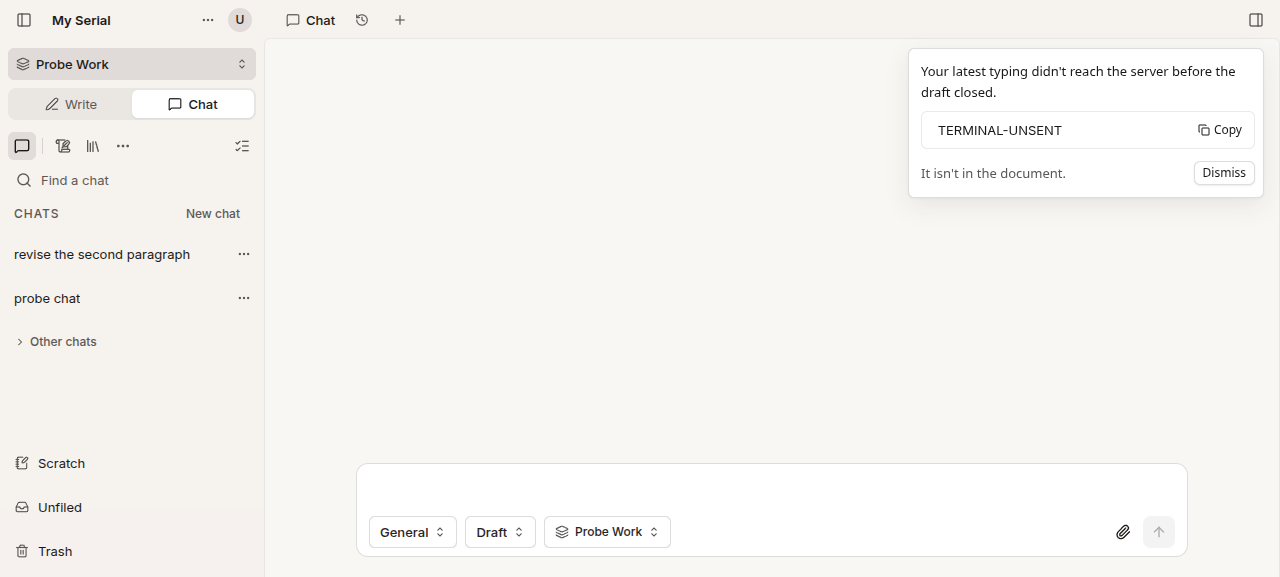 My Serial
U
Chat
Probe Work
Write
Chat
Find a chat
CHATS
New chat
revise the second paragraph
probe chat
Other chats
Scratch
Unfiled
Trash
Your latest typing didn't reach the server before the
draft closed.
TERMINAL-UNSENT
Copy
It isn't in the document.
Dismiss
General
Draft
Probe Work